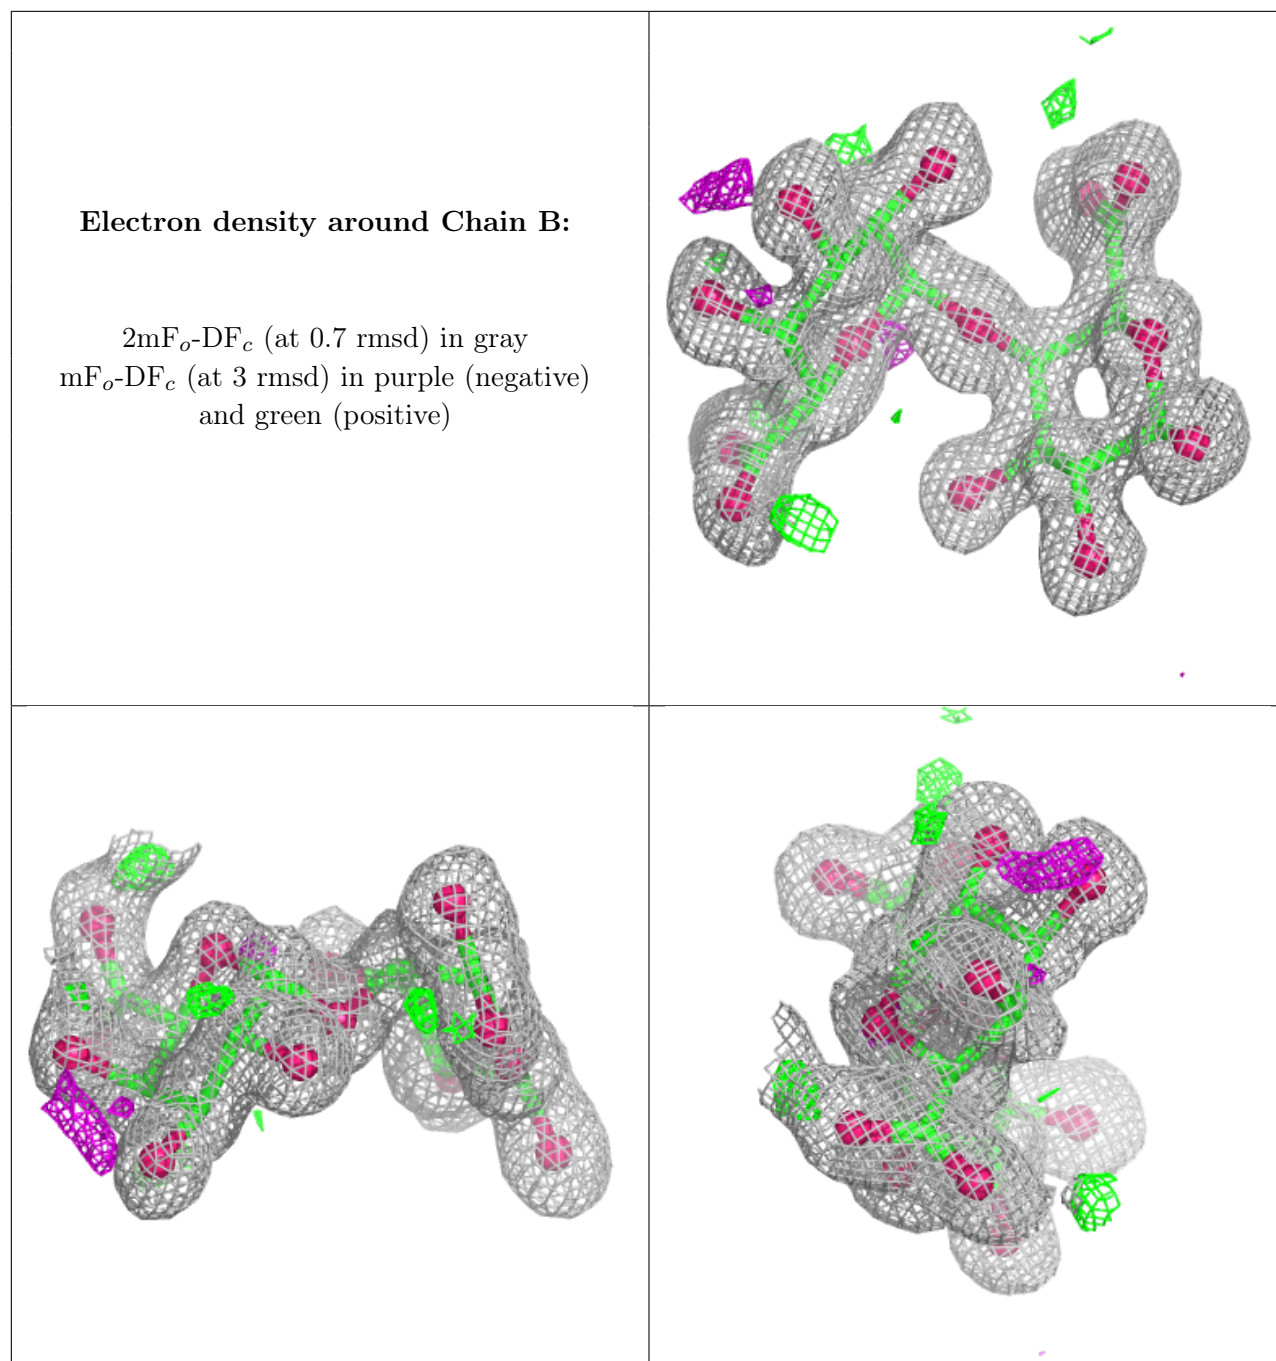 Electron density around Chain B:
2mFₒ-DF𝒸 (at 0.7 rmsd) in gray
mFₒ-DF𝒸 (at 3 rmsd) in purple (negative)
and green (positive)